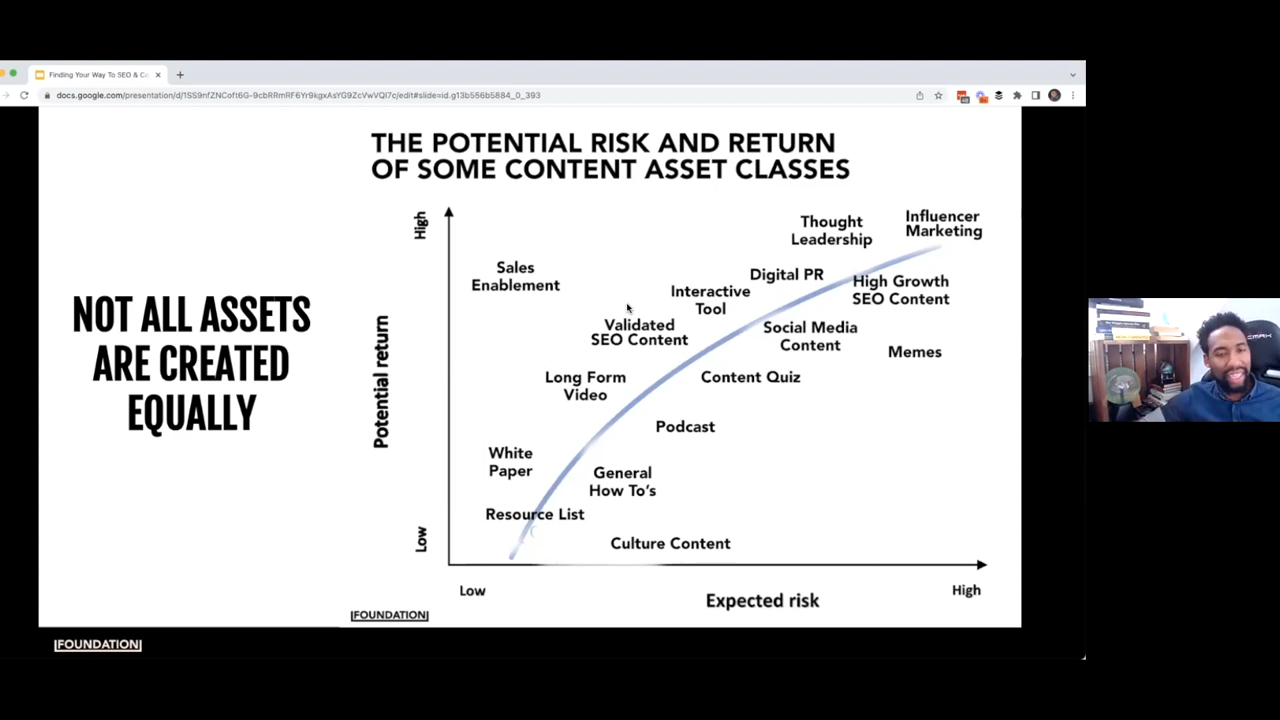 Finding Your Way To SEO & Co
docs.google.com/presentation/d/1SS9nfZNCoft6G-9cbRRmRF6Yr9kgxAsYG9ZcVwVQI7c/edit#slide=id.g13b556b5884_0_393
THE POTENTIAL RISK AND RETURN
OF SOME CONTENT ASSET CLASSES
NOT ALL ASSETS
ARE CREATED
EQUALLY
High
Potential return
Low
Thought
Leadership
Influencer
Marketing
Sales
Enablement
Digital PR
High Growth
SEO Content
Interactive
Tool
Validated
SEO Content
Social Media
Content
Memes
Long Form
Video
Content Quiz
Podcast
White
Paper
General
How To's
Resource List
Culture Content
Low
Expected risk
High
|FOUNDATION|
|FOUNDATION|